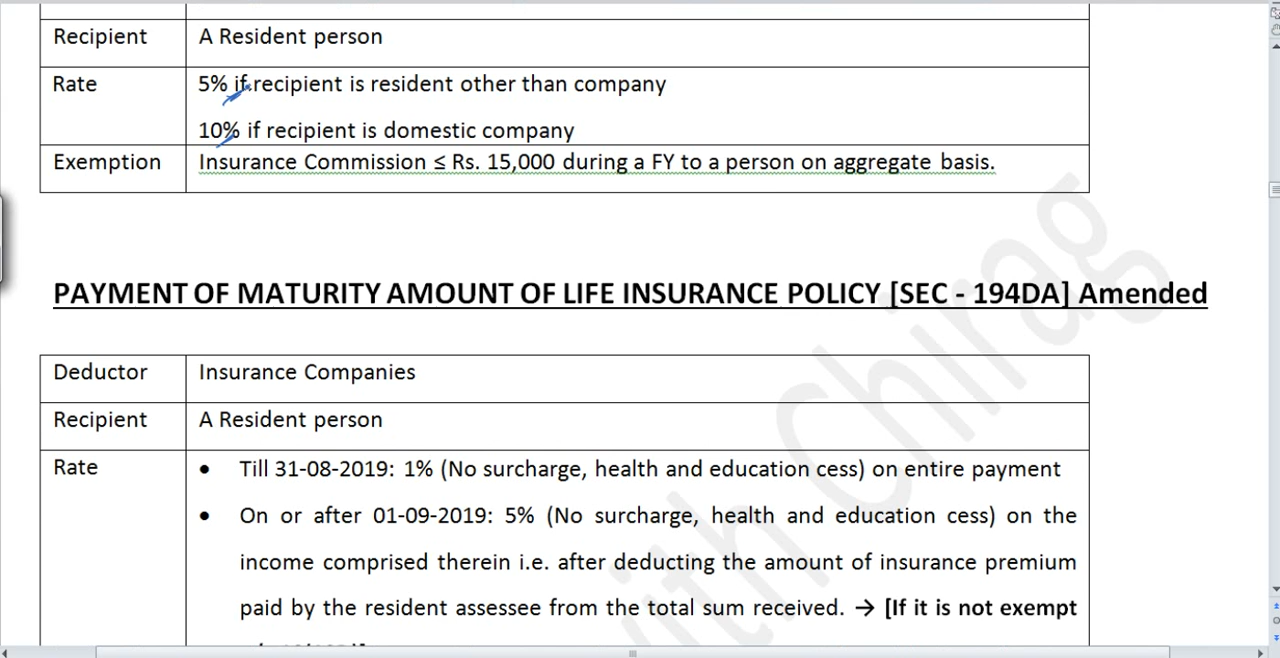 Recipient A Resident person
Rate 5% if recipient is resident other than company
10% if recipient is domestic company
Exemption Insurance Commission ≤ Rs. 15,000 during a FY to a person on aggregate basis.
PAYMENT OF MATURITY AMOUNT OF LIFE INSURANCE POLICY [SEC - 194DA] Amended
Deductor Insurance Companies
Recipient A Resident person
Rate • Till 31-08-2019: 1% (No surcharge, health and education cess) on entire payment
• On or after 01-09-2019: 5% (No surcharge, health and education cess) on the
income comprised therein i.e. after deducting the amount of insurance premium
paid by the resident assessee from the total sum received. → [If it is not exempt
with Chirag